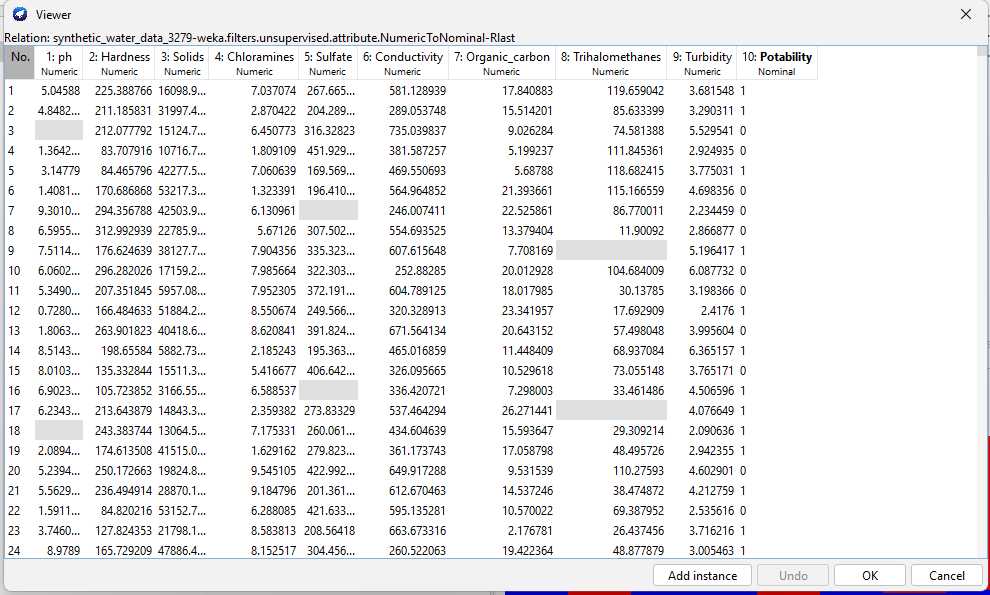 Viewer
Relation: synthetic_water_data_3279-weka.filters.unsupervised.attribute.NumericToNominal-Rlast
No. 1: ph 2: Hardness 3: Solids 4: Chloramines 5: Sulfate 6: Conductivity 7: Organic_carbon 8: Trihalomethanes 9: Turbidity 10: Potability
Numeric Numeric Numeric Numeric Numeric Numeric Numeric Numeric Numeric Nominal
1 5.04588 225.388766 16098.9... 7.037074 267.665... 581.128939 17.840883 119.659042 3.681548 1
2 4.8482... 211.185831 31997.4... 2.870422 204.289... 289.053748 15.514201 85.633399 3.290311 1
3 212.077792 15124.7... 6.450773 316.32823 735.039837 9.026284 74.581388 5.529541 0
4 1.3642... 83.707916 10716.7... 1.809109 451.929... 381.587257 5.199237 111.845361 2.924935 0
5 3.14779 84.465796 42277.5... 7.060639 169.569... 469.550693 5.68788 118.682415 3.775031 1
6 1.4081... 170.686868 53217.3... 1.323391 196.410... 564.964852 21.393661 115.166559 4.698356 0
7 9.3010... 294.356788 42503.9... 6.130961 246.007411 22.525861 86.770011 2.234459 0
8 6.5955... 312.992939 22785.9... 5.67126 307.502... 554.693525 13.379404 11.90092 2.866877 0
9 7.5114... 176.624639 38127.7... 7.904356 335.323... 607.615648 7.708169 5.196417 1
10 6.0602... 296.282026 17159.2... 7.985664 322.303... 252.88285 20.012928 104.684009 6.087732 0
11 5.3490... 207.351845 5957.08... 7.952305 372.191... 604.789125 18.017985 30.13785 3.198366 0
12 0.7280... 166.484633 51884.2... 8.550674 249.566... 320.328913 23.341957 17.692909 2.4176 1
13 1.8063... 263.901823 40418.6... 8.620841 391.824... 671.564134 20.643152 57.498048 3.995604 0
14 8.5143... 198.65584 5882.73... 2.185243 195.363... 465.016859 11.448409 68.937084 6.365157 1
15 8.0103... 135.332844 15511.3... 5.416677 406.642... 326.095665 10.529618 73.055148 3.765171 0
16 6.9023... 105.723852 3166.55... 6.588537 336.420721 7.298003 33.461486 4.506596 1
17 6.2343... 213.643879 14843.3... 2.359382 273.83329 537.464294 26.271441 4.076649 1
18 243.383744 13064.5... 7.175331 260.061... 434.604639 15.593647 29.309214 2.090636 1
19 2.0894... 174.613508 41515.0... 1.629162 279.823... 361.173743 17.058798 48.495726 2.942355 1
20 5.2394... 250.172663 19824.8... 9.545105 422.992... 649.917288 9.531539 110.27593 4.602901 0
21 5.5629... 236.494914 28870.1... 9.184796 201.361... 612.670463 14.537246 38.474872 4.212759 1
22 1.5911... 84.820216 53152.7... 6.288085 421.633... 595.135281 10.570022 69.387952 2.535616 0
23 3.7460... 127.824353 21798.1... 8.583813 208.56418 663.673316 2.176781 26.437456 3.716216 1
24 8.9789 165.729209 47886.4... 8.152517 304.456... 260.522063 19.422364 48.877879 3.005463 1
Add instance Undo OK Cancel